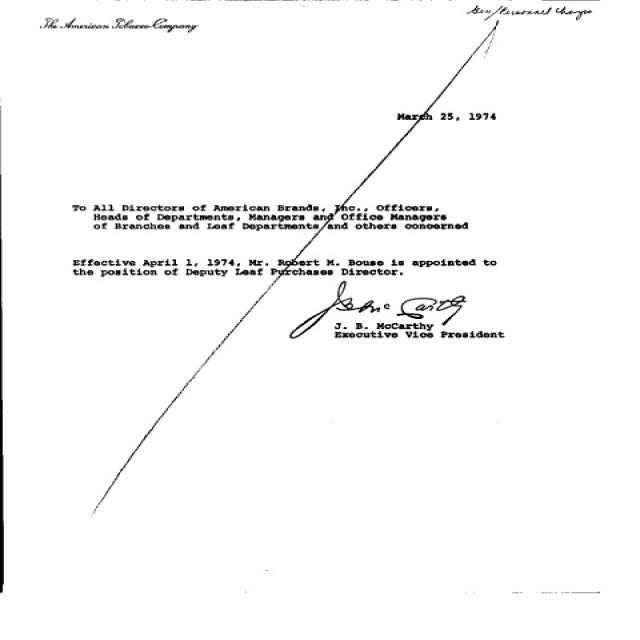 Gen/Personnel Changes
The American Tobacco Company
March 25, 1974
To All Directors of American Brands, Inc., Officers,
Heads of Departments, Managers and Office Managers
of Branches and Leaf Departments and others concerned
Effective April 1, 1974, Mr. Robert M. Bouse is appointed to
the position of Deputy Leaf Purchases Director.
J B McCarthy
J. B. McCarthy
Executive Vice President